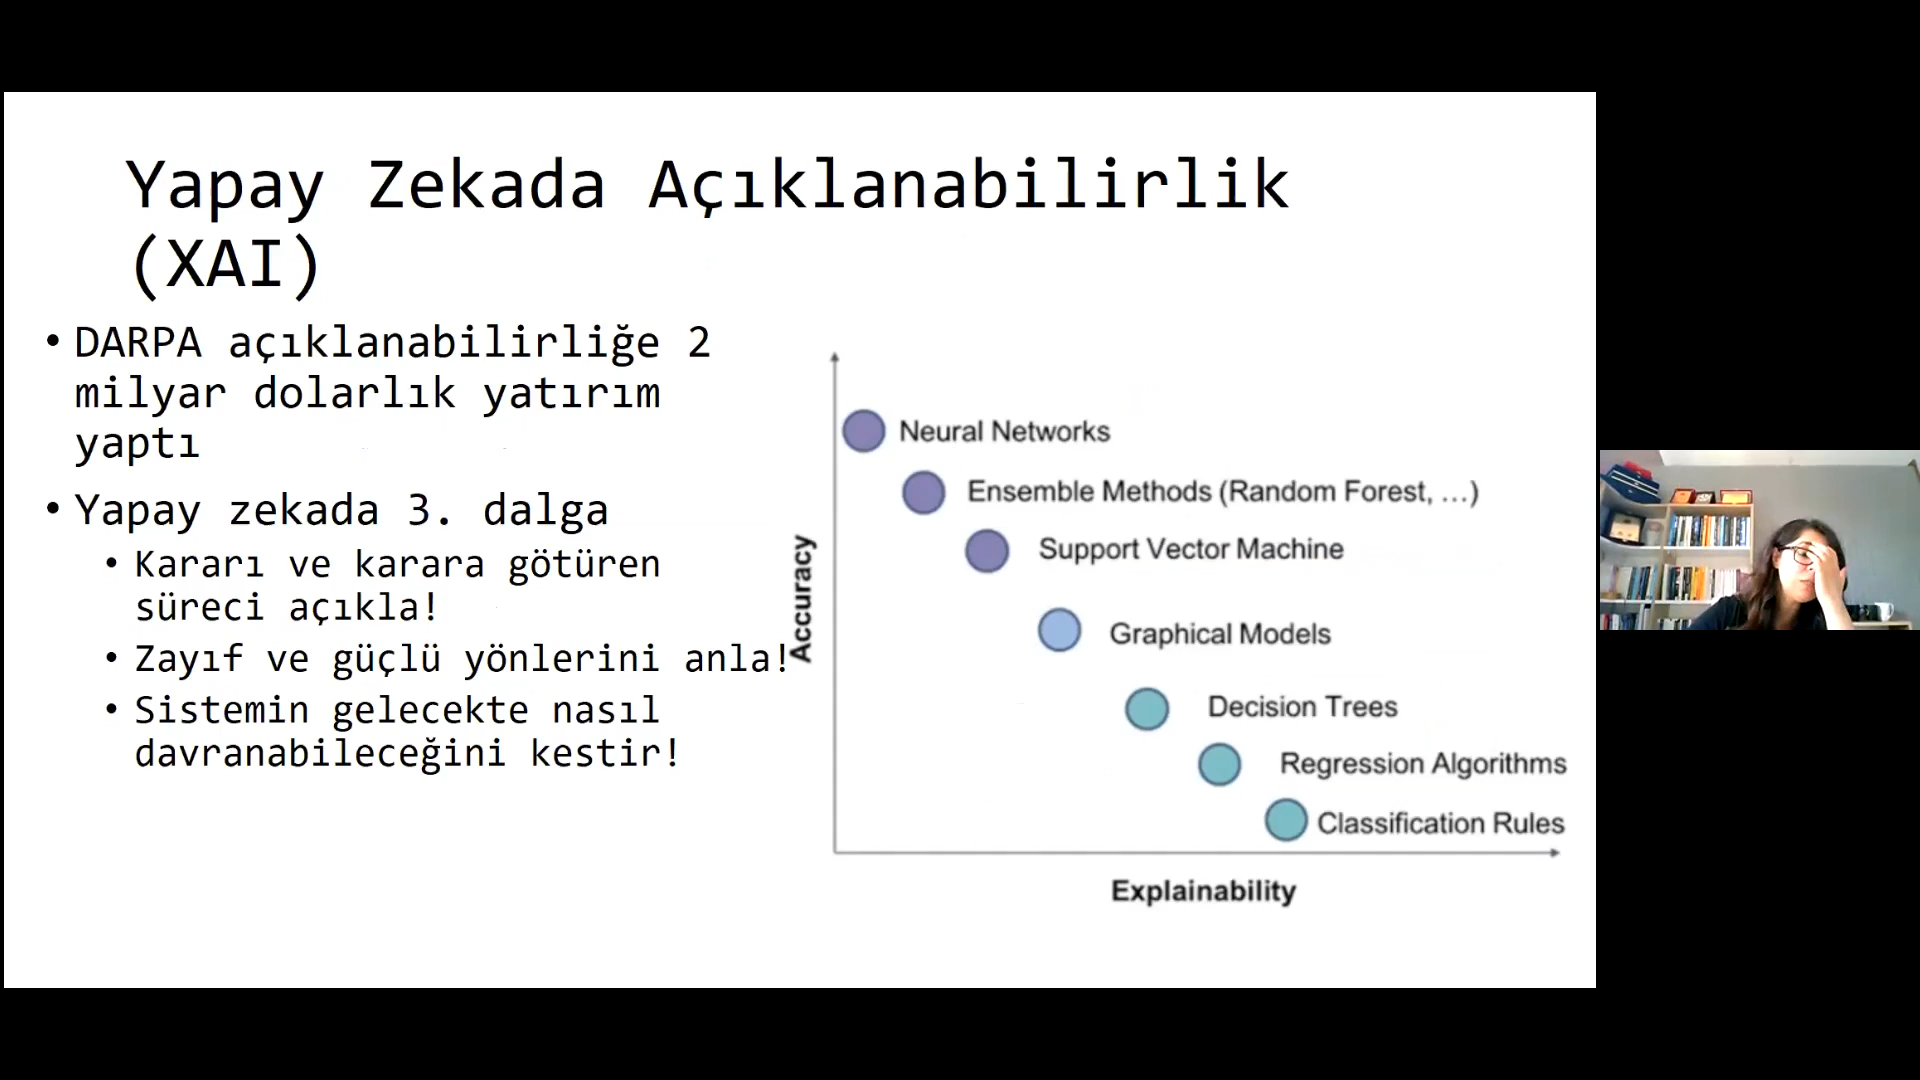 Yapay Zekada Açıklanabilirlik
(XAI)
• DARPA açıklanabilirliğe 2
milyar dolarlık yatırım
yaptı
• Yapay zekada 3. dalga
• Kararı ve karara götüren
süreci açıkla!
• Zayıf ve güçlü yönlerini anla!
• Sistemin gelecekte nasıl
davranabileceğini kestir!
Accuracy
Neural Networks
Ensemble Methods (Random Forest, …)
Support Vector Machine
Graphical Models
Decision Trees
Regression Algorithms
Classification Rules
Explainability